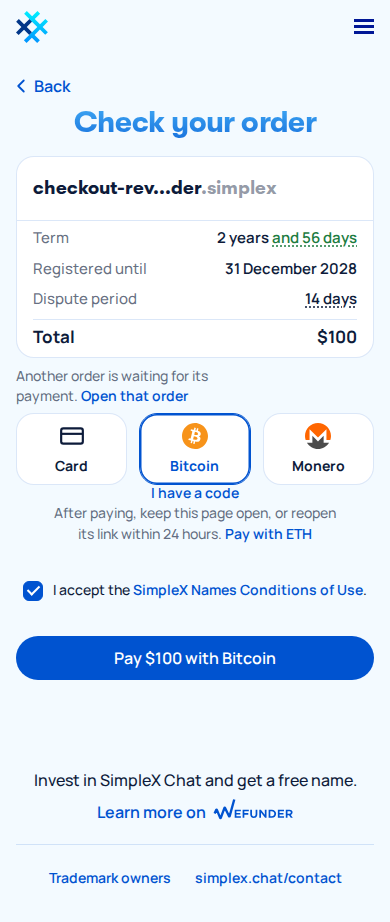 Back
Check your order
checkout-rev...der.simplex
Term 2 years and 56 days
Registered until 31 December 2028
Dispute period 14 days
Total $100
Another order is waiting for its
payment. Open that order
Card Bitcoin Monero
I have a code
After paying, keep this page open, or reopen
its link within 24 hours. Pay with ETH
I accept the SimpleX Names Conditions of Use.
Pay $100 with Bitcoin
Invest in SimpleX Chat and get a free name.
Learn more on WEFUNDER
Trademark owners simplex.chat/contact